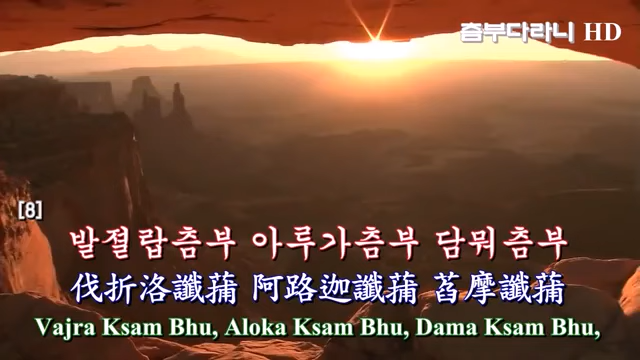 츰부다라니 HD
[8]
발졀랍츰부 아루가츰부 담뭐츰부
伐折洛讖蒱 阿路迦讖蒱 萏摩讖蒱
Vajra Ksam Bhu, Aloka Ksam Bhu, Dama Ksam Bhu,